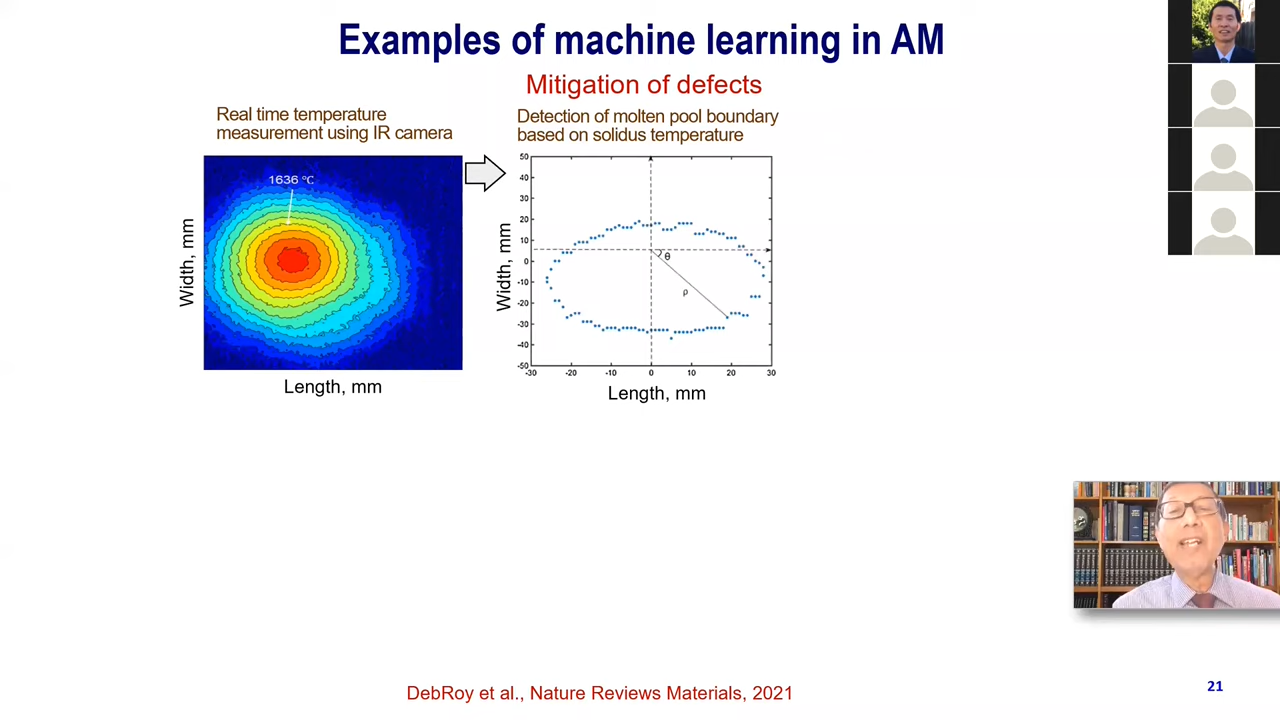 Examples of machine learning in AM
Mitigation of defects
Real time temperature
measurement using IR camera
Detection of molten pool boundary
based on solidus temperature
1636 °C
Width, mm
Length, mm
50
40
30
20
10
0
-10
-20
-30
-40
-50
θ
ρ
Width, mm
-30 -20 -10 0 10 20 30
Length, mm
DebRoy et al., Nature Reviews Materials, 2021
21